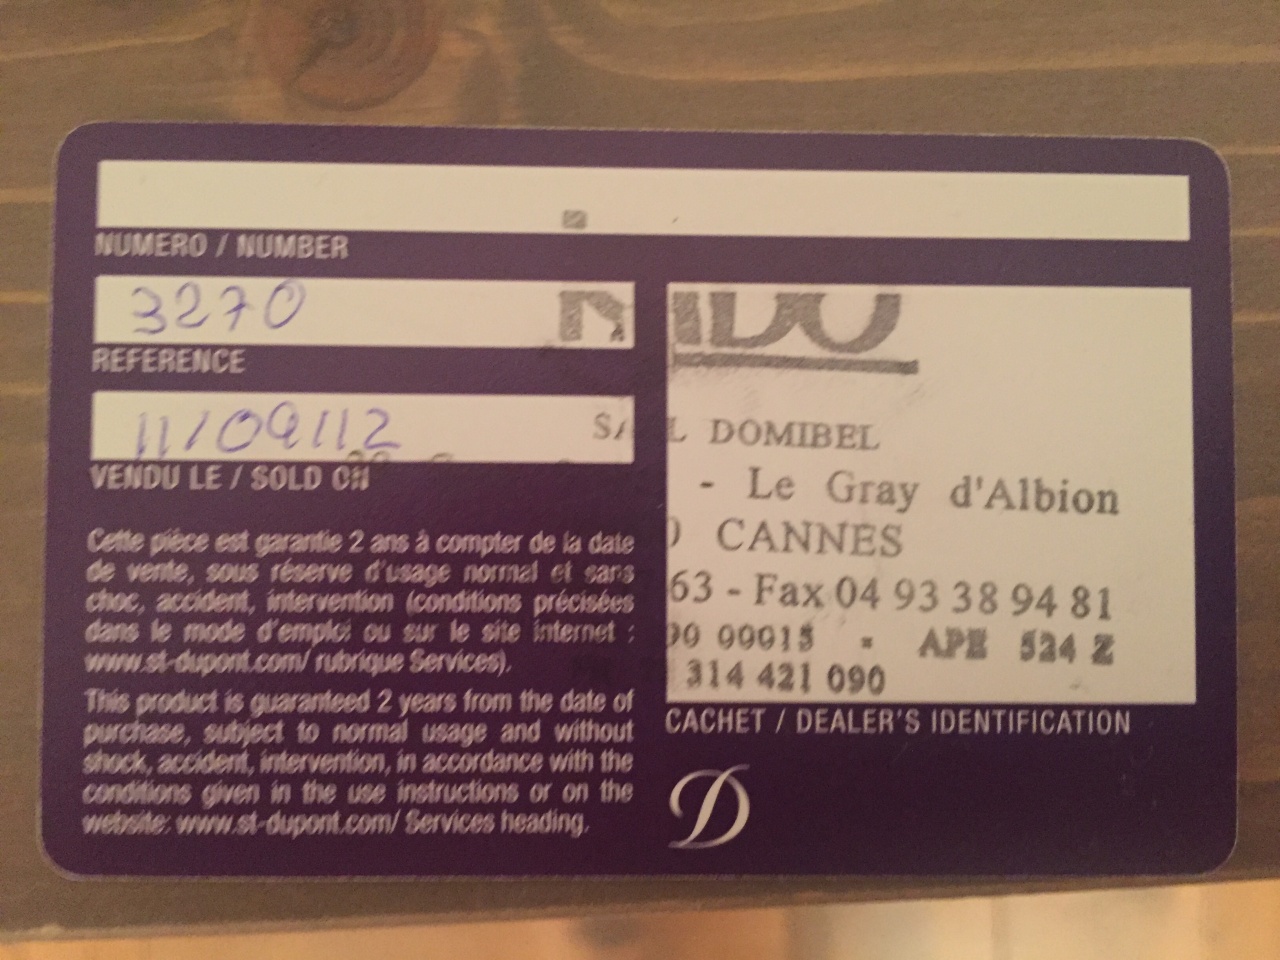 NUMERO / NUMBER
3270
REFERENCE
11/09/12
VENDU LE / SOLD ON
Cette pièce est garantie 2 ans à compter de la date
de vente, sous réserve d'usage normal et sans
choc, accident, intervention (conditions précisées
dans le mode d'emploi ou sur le site internet :
www.st-dupont.com/ rubrique Services).
This product is guaranteed 2 years from the date of
purchase, subject to normal usage and without
shock, accident, intervention, in accordance with the
conditions given in the use instructions or on the
website: www.st-dupont.com/ Services heading.
IDO
L DOMIBEL
- Le Gray d'Albion
CANNES
63 - Fax 04 93 38 94 81
90 00015 - APE 524 Z
314 421 090
CACHET / DEALER'S IDENTIFICATION
D